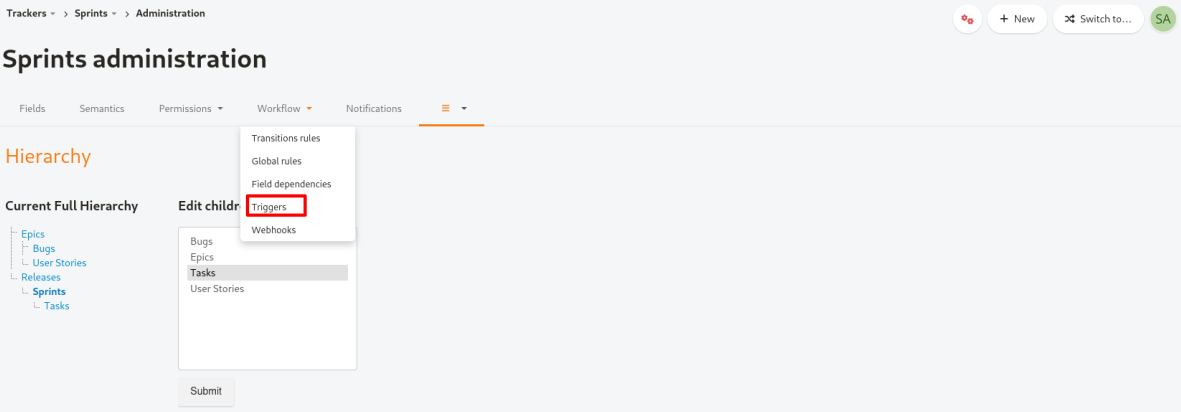 Trackers > Sprints > Administration
+ New
Switch to...
SA
Sprints administration
Fields
Semantics
Permissions
Workflow
Notifications
Transitions rules
Global rules
Field dependencies
Triggers
Webhooks
Hierarchy
Current Full Hierarchy
Epics
Bugs
User Stories
Releases
Sprints
Tasks
Edit childr
Bugs
Epics
Tasks
User Stories
Submit